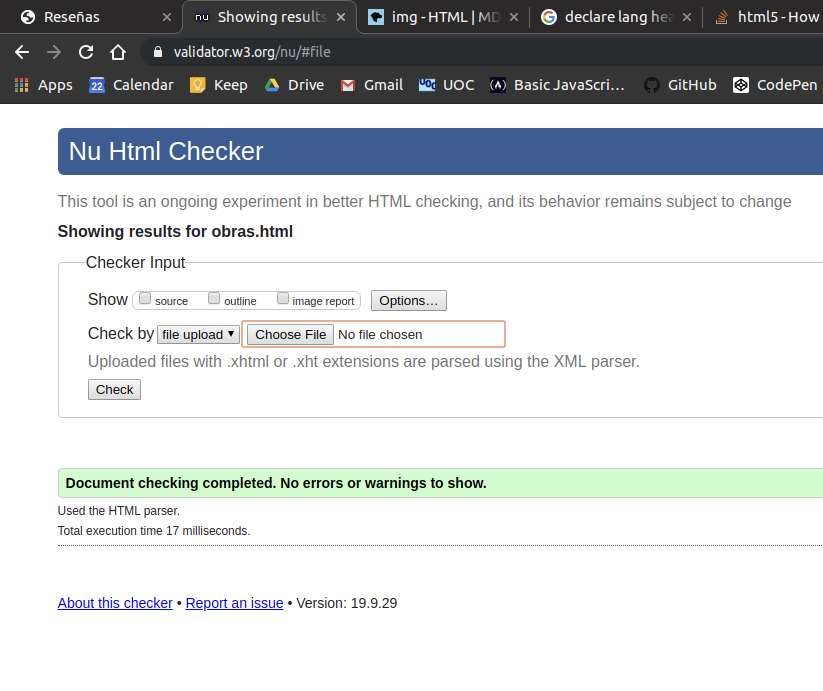 Reseñas
nu Showing results
img - HTML | MD
declare lang hea
html5 - How
validator.w3.org/nu/#file
Apps 22 Calendar Keep Drive Gmail UOC UOC Basic JavaScri... GitHub CodePen
Nu Html Checker
This tool is an ongoing experiment in better HTML checking, and its behavior remains subject to change
Showing results for obras.html
Checker Input
Show source outline image report Options...
Check by file upload Choose File No file chosen
Uploaded files with .xhtml or .xht extensions are parsed using the XML parser.
Check
Document checking completed. No errors or warnings to show.
Used the HTML parser.
Total execution time 17 milliseconds.
About this checker • Report an issue • Version: 19.9.29